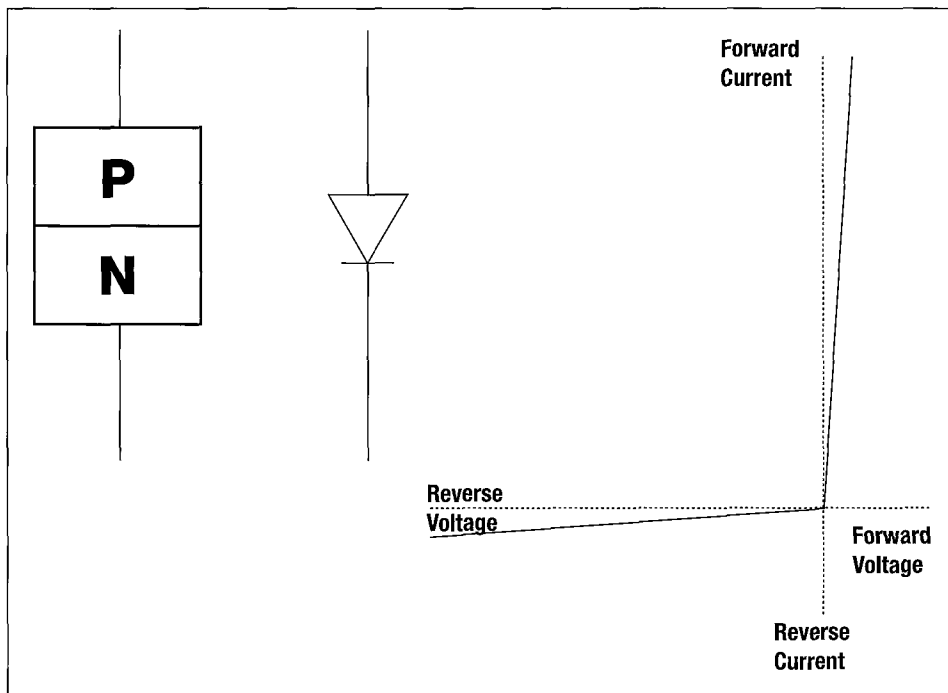 P
N
Forward
Current
Reverse
Voltage
Forward
Voltage
Reverse
Current